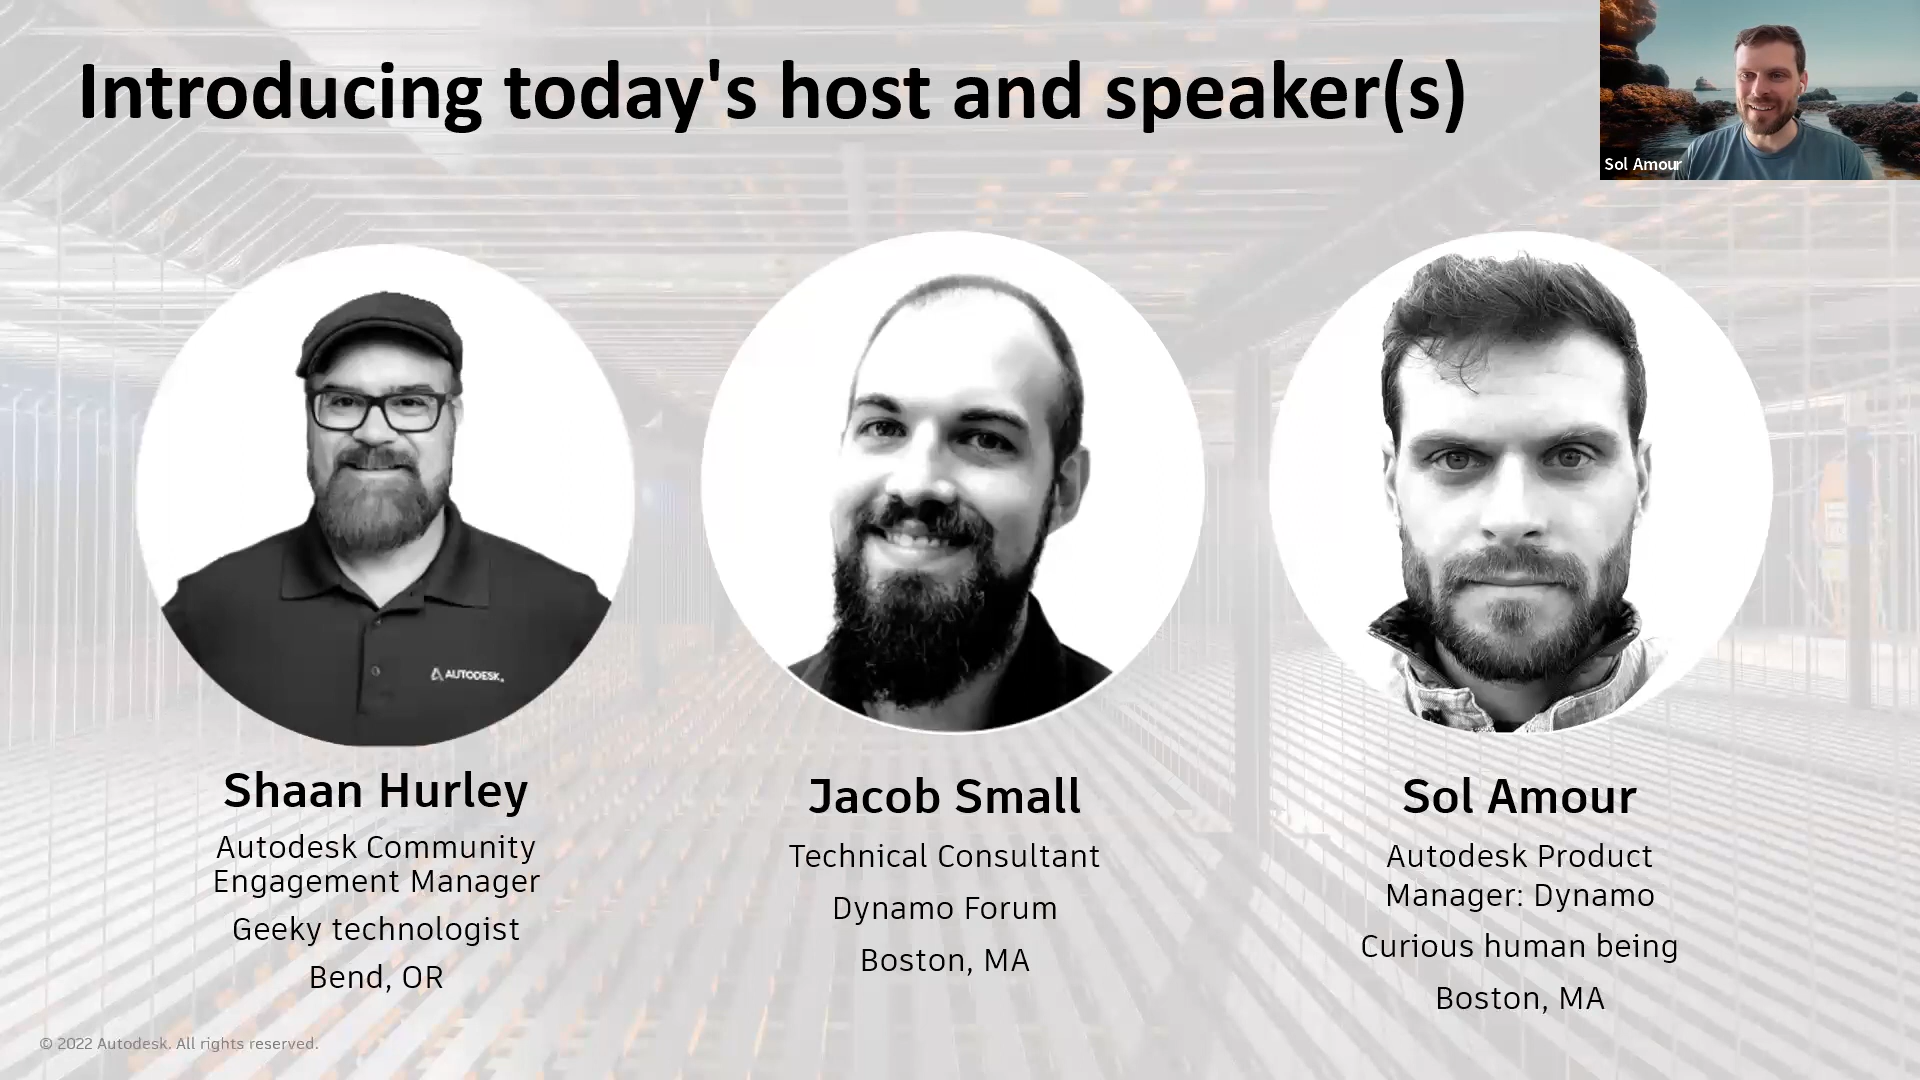 Introducing today's host and speaker(s)
Sol Amour
AUTODESK
Shaan Hurley
Autodesk Community
Engagement Manager
Geeky technologist
Bend, OR
Jacob Small
Technical Consultant
Dynamo Forum
Boston, MA
Sol Amour
Autodesk Product
Manager: Dynamo
Curious human being
Boston, MA
© 2022 Autodesk. All rights reserved.